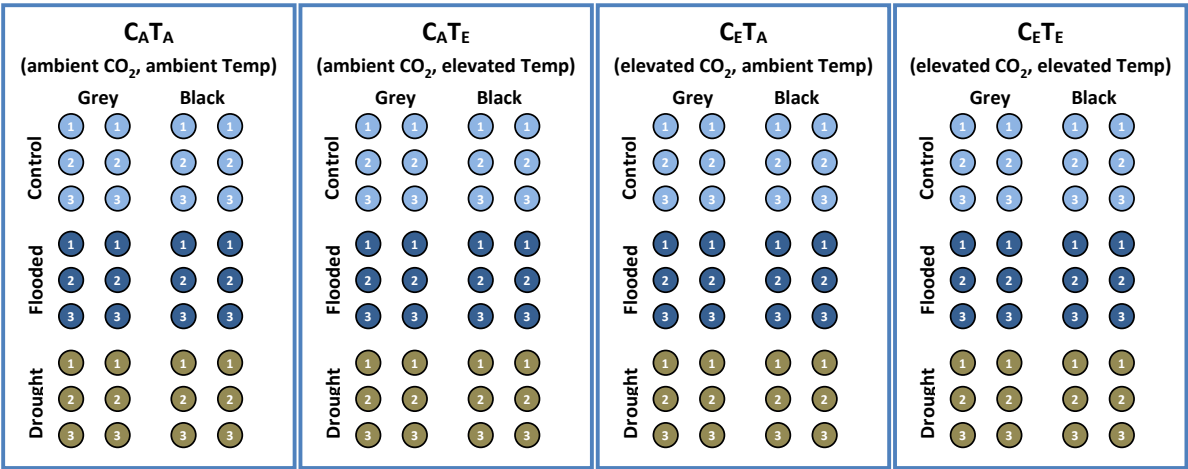 CATA CATE CETA CETE
(ambient CO2, ambient Temp) (ambient CO2, elevated Temp) (elevated CO2, ambient Temp) (elevated CO2, elevated Temp)
Grey Black Grey Black Grey Black Grey Black
Control Control Control Control
1 1 1 1 1 1 1 1 1 1 1 1 1 1 1 1
2 2 2 2 2 2 2 2 2 2 2 2 2 2 2 2
3 3 3 3 3 3 3 3 3 3 3 3 3 3 3 3
Flooded Flooded Flooded Flooded
1 1 1 1 1 1 1 1 1 1 1 1 1 1 1 1
2 2 2 2 2 2 2 2 2 2 2 2 2 2 2 2
3 3 3 3 3 3 3 3 3 3 3 3 3 3 3 3
Drought Drought Drought Drought
1 1 1 1 1 1 1 1 1 1 1 1 1 1 1 1
2 2 2 2 2 2 2 2 2 2 2 2 2 2 2 2
3 3 3 3 3 3 3 3 3 3 3 3 3 3 3 3